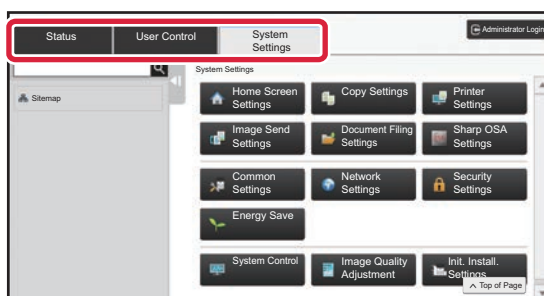 Status
User Control
System
Settings
Administrator Login
System Settings
Sitemap
Home Screen
Settings
Copy Settings
Printer
Settings
Image Send
Settings
Document Filing
Settings
Sharp OSA
Settings
Common
Settings
Network
Settings
Security
Settings
Energy Save
System Control
Image Quality
Adjustment
Init. Install.
Settings
Top of Page